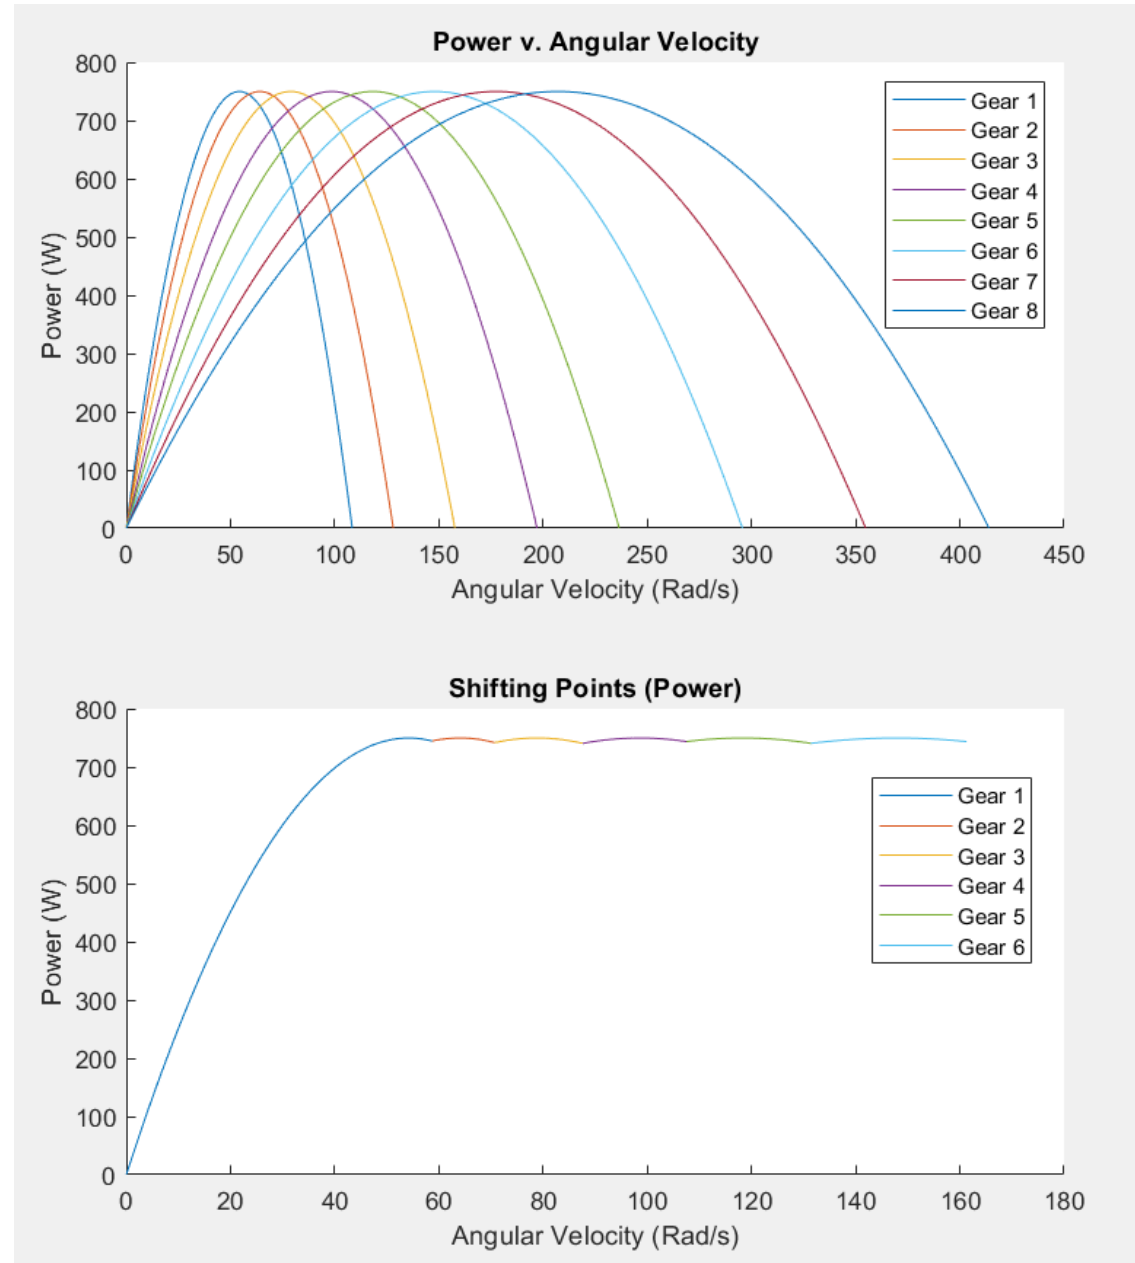 Power v. Angular Velocity
800
700
600
500
400
300
200
100
0
Power (W)
0 50 100 150 200 250 300 350 400 450
Angular Velocity (Rad/s)
Gear 1
Gear 2
Gear 3
Gear 4
Gear 5
Gear 6
Gear 7
Gear 8
Shifting Points (Power)
800
700
600
500
400
300
200
100
0
Power (W)
0 20 40 60 80 100 120 140 160 180
Angular Velocity (Rad/s)
Gear 1
Gear 2
Gear 3
Gear 4
Gear 5
Gear 6